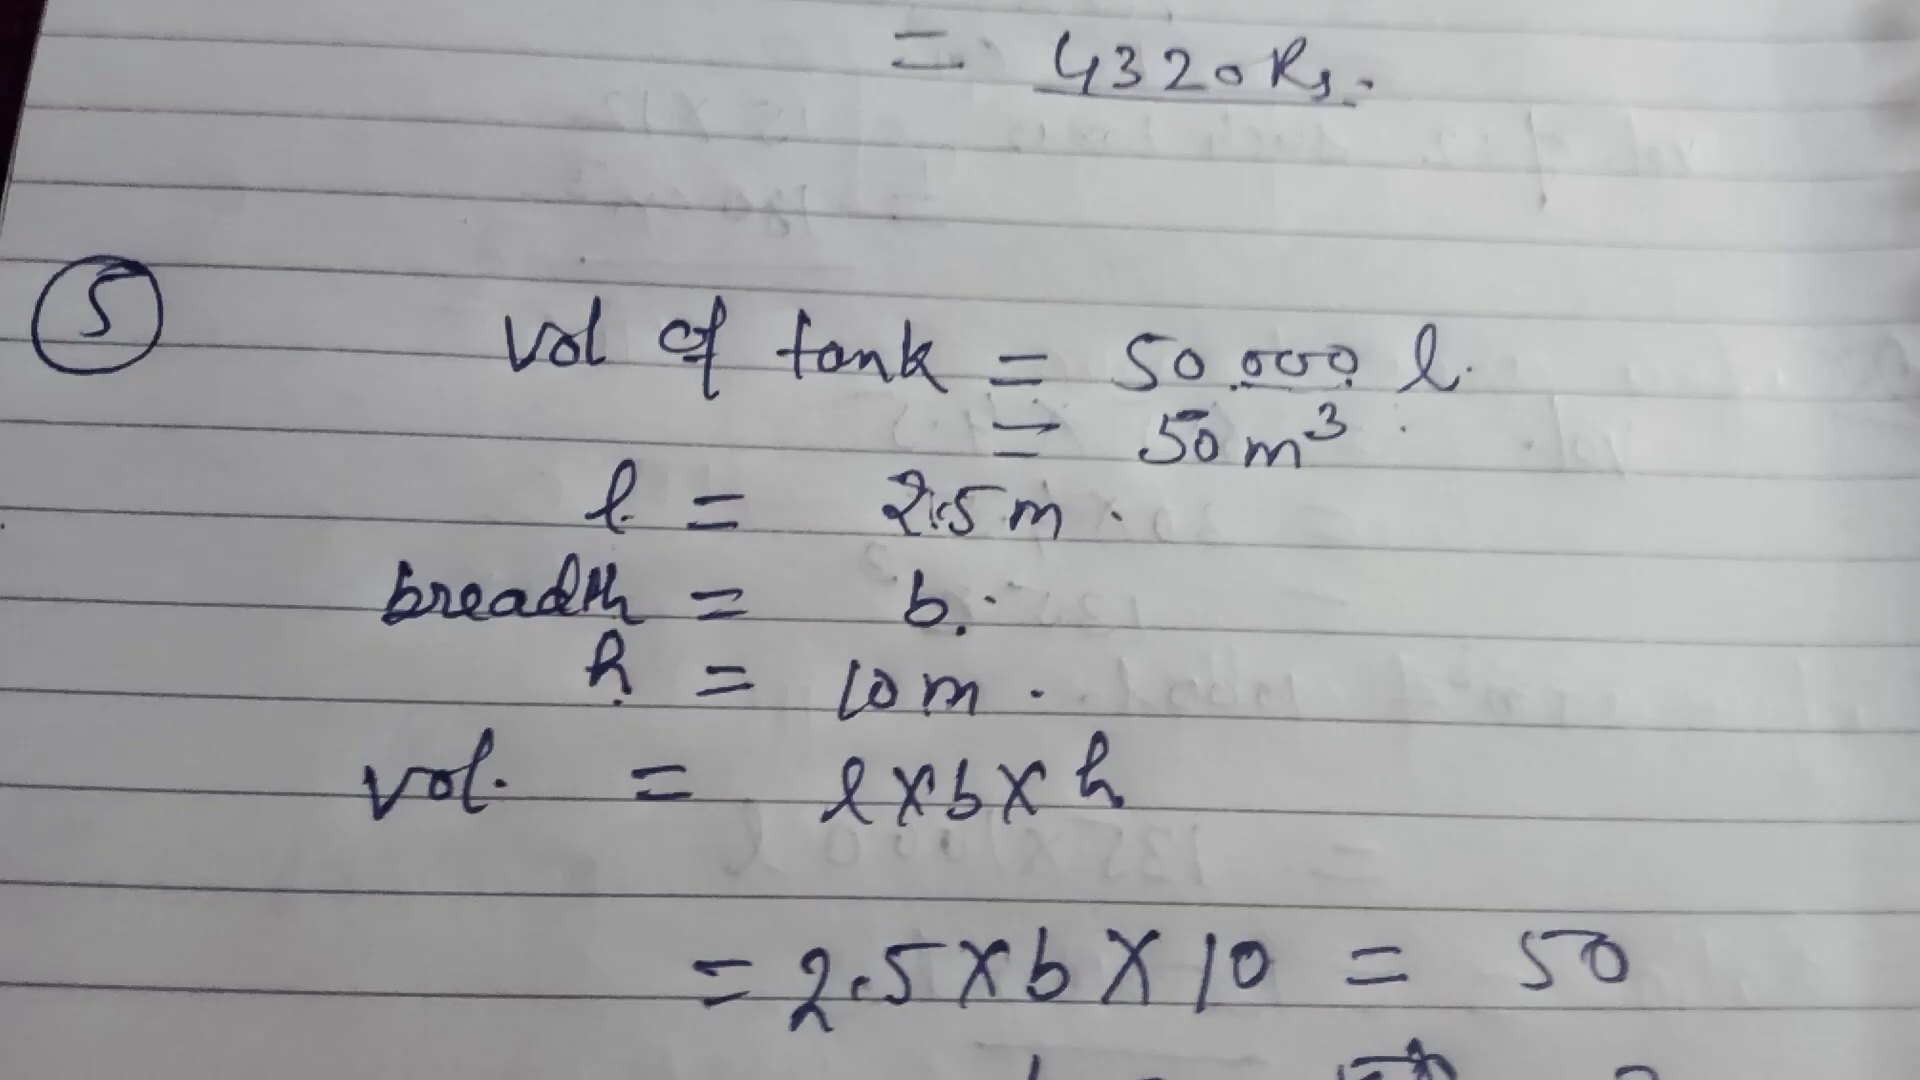 = 4320 Rs.
5
vol of tank = 50.000 l.
= 50 m³
l = 2.5 m.
breadth = b.
h = 10 m.
vol. = l x b x h
= 2.5 x b x 10 = 50